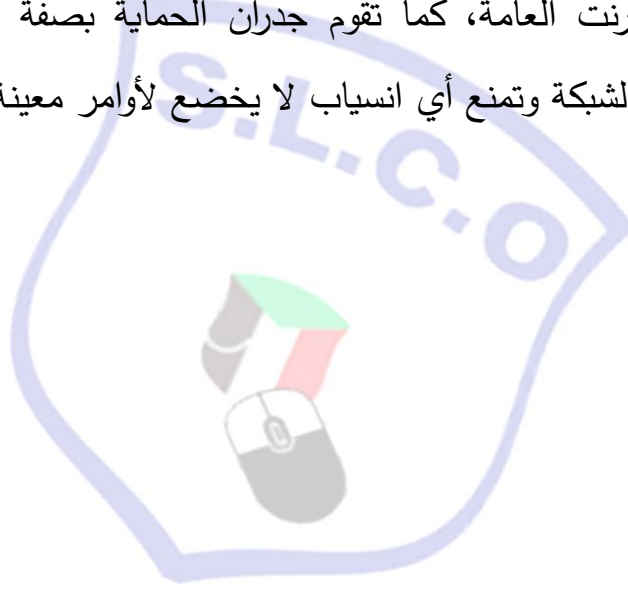 رنت العامة، كما تقوم جدران الحماية بصفة
لشبكة وتمنع أي انسياب لا يخضع لأوامر معينة
S.L.C.O